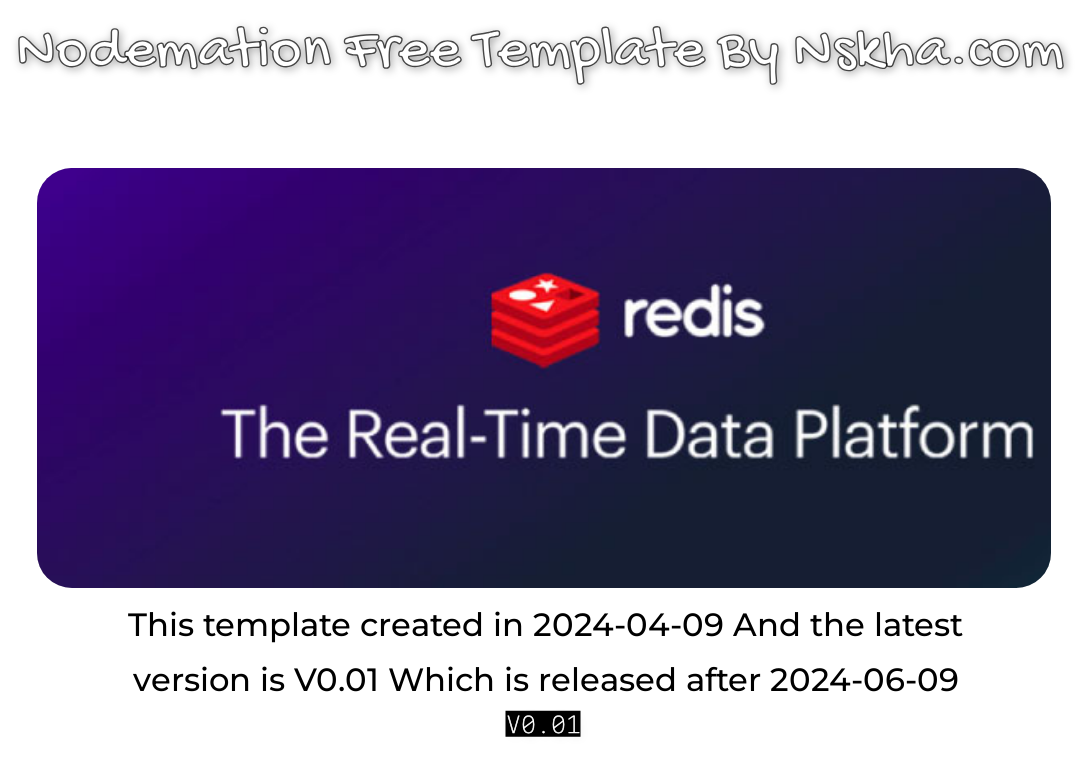 Nodemation Free Template By Nskha.com
redis
The Real-Time Data Platform
This template created in 2024-04-09 And the latest
version is V0.01 Which is released after 2024-06-09
V0.01